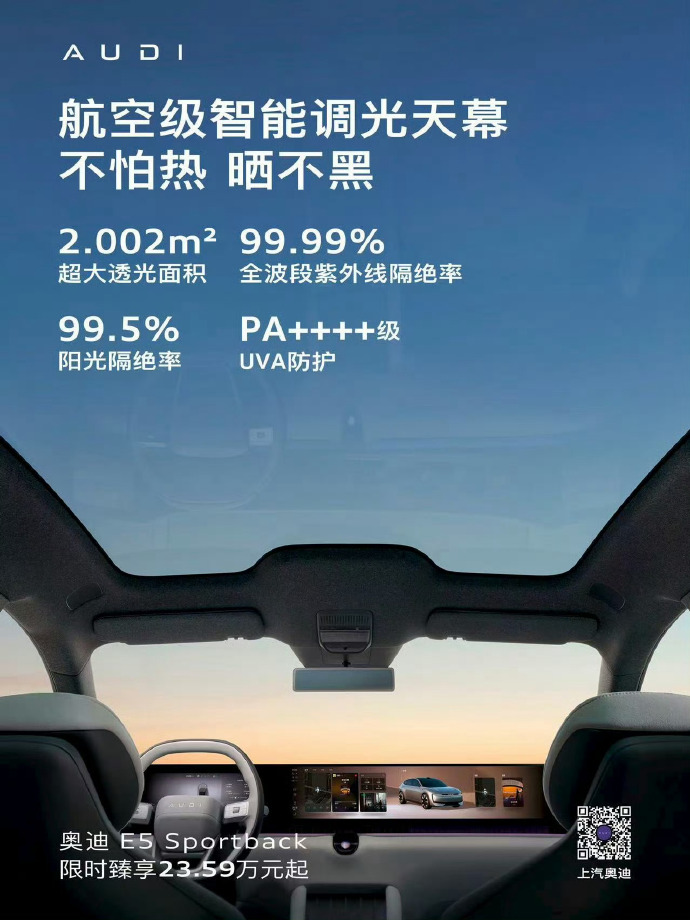 AUDI
航空级智能调光天幕
不怕热 晒不黑
2.002m² 99.99%
超大透光面积 全波段紫外线隔绝率
99.5% PA++++级
阳光隔绝率 UVA防护
AUDI
奥迪 E5 Sportback
限时臻享23.59万元起
上汽奥迪